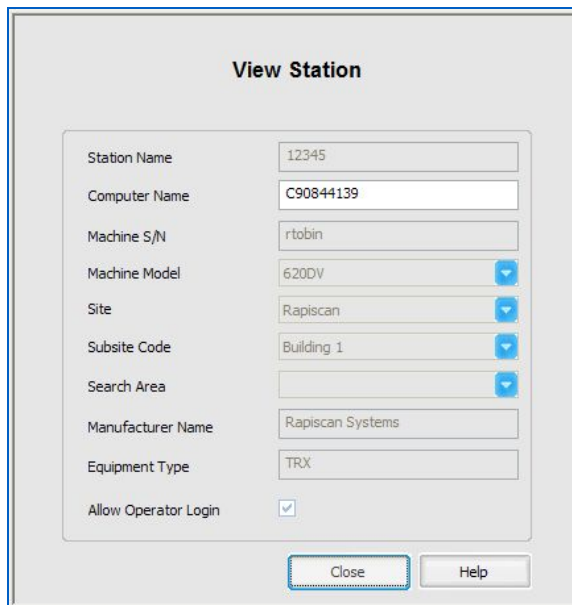 View Station
Station Name 12345
Computer Name C90844139
Machine S/N rtobin
Machine Model 620DV
Site Rapiscan
Subsite Code Building 1
Search Area
Manufacturer Name Rapiscan Systems
Equipment Type TRX
Allow Operator Login
Close Help